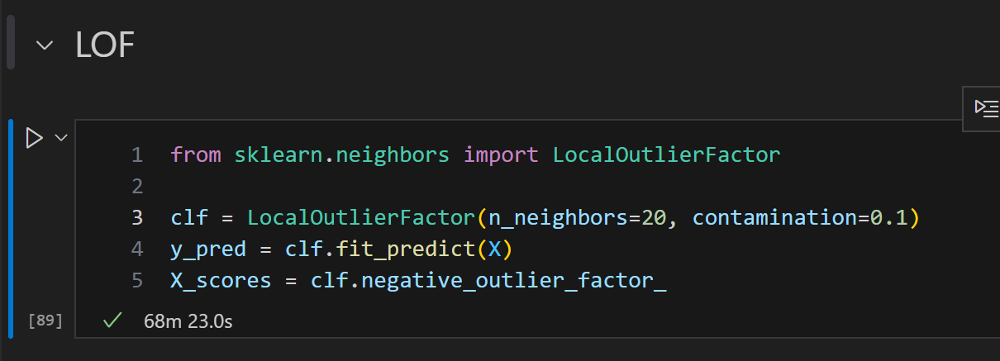 LOF
1 from sklearn.neighbors import LocalOutlierFactor
2
3 clf = LocalOutlierFactor(n_neighbors=20, contamination=0.1)
4 y_pred = clf.fit_predict(X)
5 X_scores = clf.negative_outlier_factor_
[89] 68m 23.0s